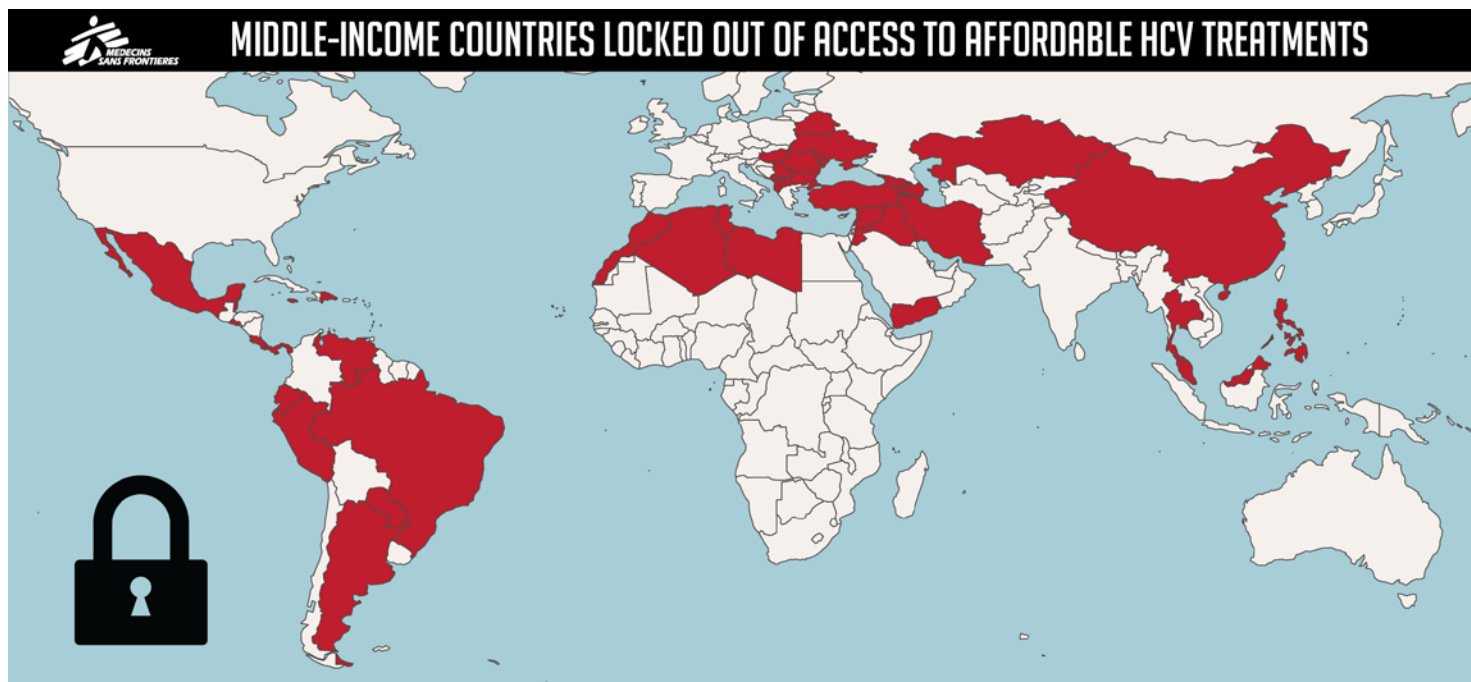 MEDECINS
SANS FRONTIERES
MIDDLE-INCOME COUNTRIES LOCKED OUT OF ACCESS TO AFFORDABLE HCV TREATMENTS